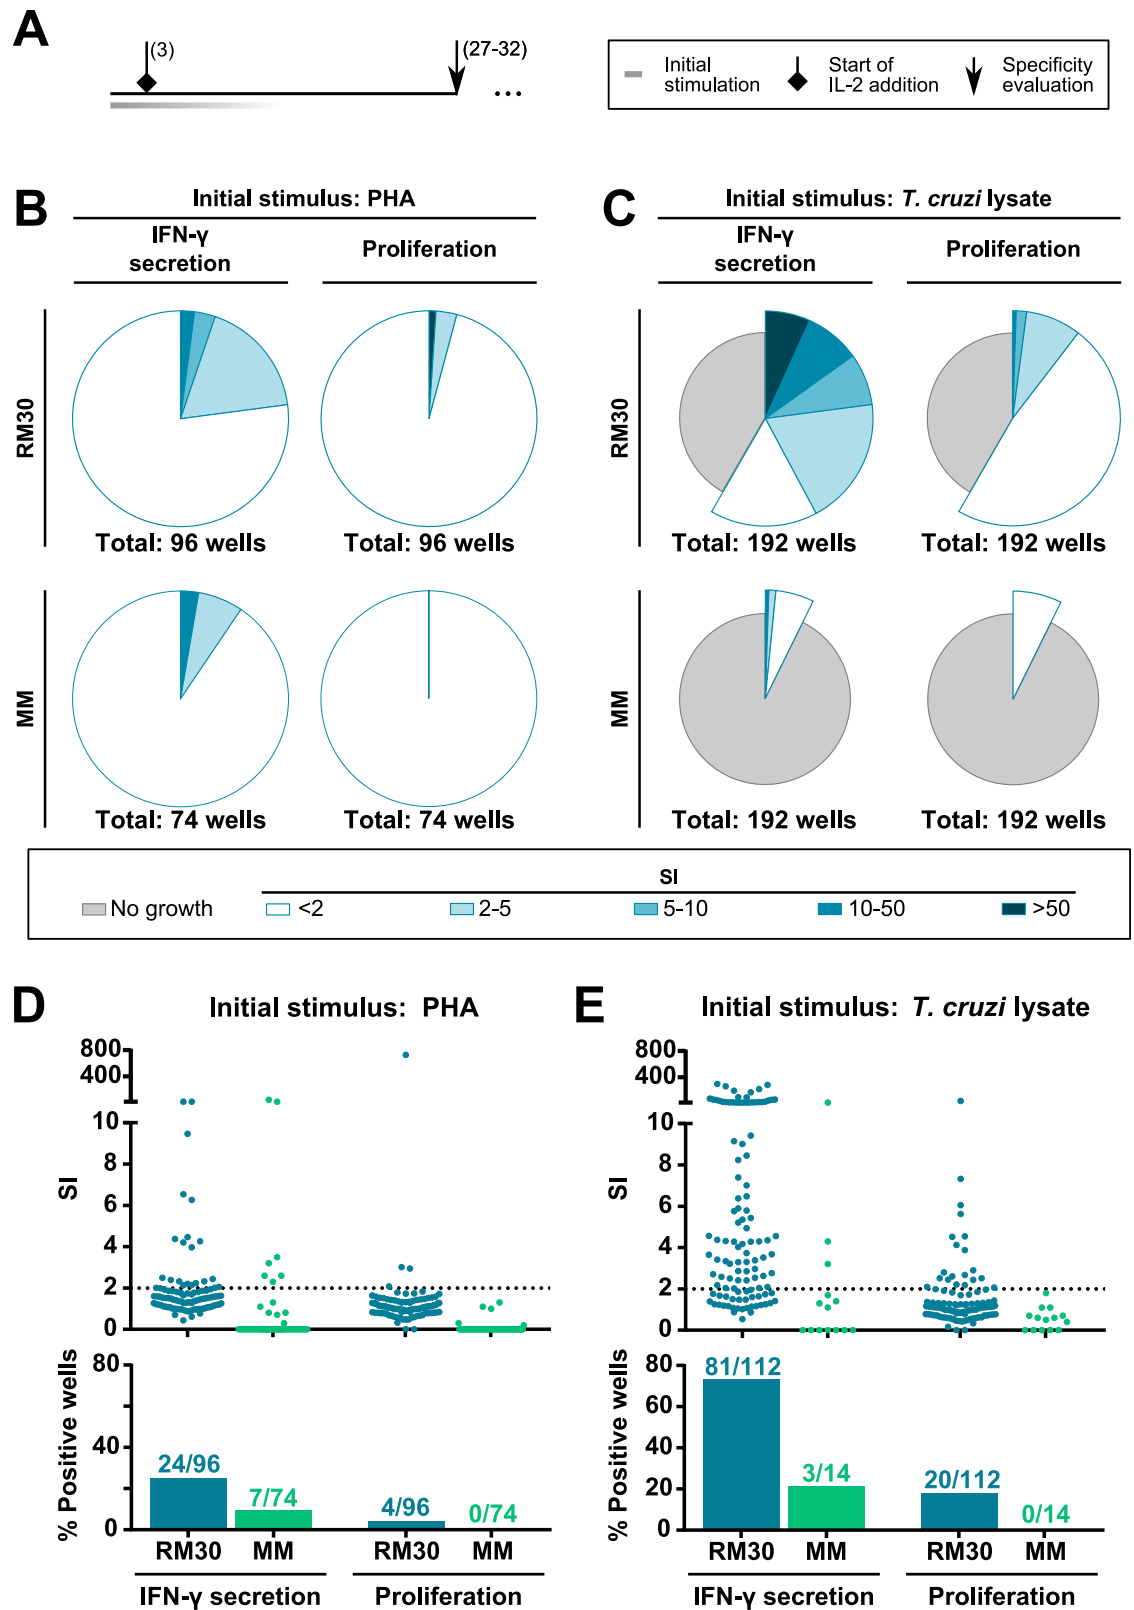 A
(3)
(27-32)
...
Initial
stimulation
Start of
IL-2 addition
Specificity
evaluation
B
Initial stimulus: PHA
IFN-γ
secretion
Proliferation
RM30
Total: 96 wells
Total: 96 wells
MM
Total: 74 wells
Total: 74 wells
C
Initial stimulus: T. cruzi lysate
IFN-γ
secretion
Proliferation
RM30
Total: 192 wells
Total: 192 wells
MM
Total: 192 wells
Total: 192 wells
SI
No growth
<2
2-5
5-10
10-50
>50
D
Initial stimulus: PHA
800
400
10
8
6
4
2
0
SI
80
40
0
% Positive wells
24/96
7/74
4/96
0/74
RM30
MM
RM30
MM
IFN-γ secretion
Proliferation
E
Initial stimulus: T. cruzi lysate
800
400
10
8
6
4
2
0
SI
80
60
40
20
0
% Positive wells
81/112
3/14
20/112
0/14
RM30
MM
RM30
MM
IFN-γ secretion
Proliferation